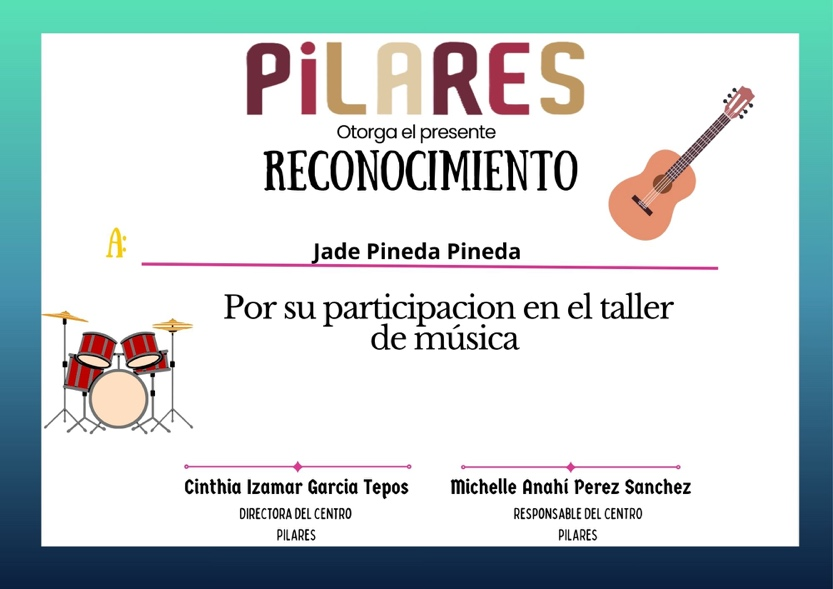 PiLARES
Otorga el presente
RECONOCIMIENTO
A:
Jade Pineda Pineda
Por su participacion en el taller
de música
Cinthia Izamar Garcia Tepos
DIRECTORA DEL CENTRO
PILARES
Michelle Anahí Perez Sanchez
RESPONSABLE DEL CENTRO
PILARES